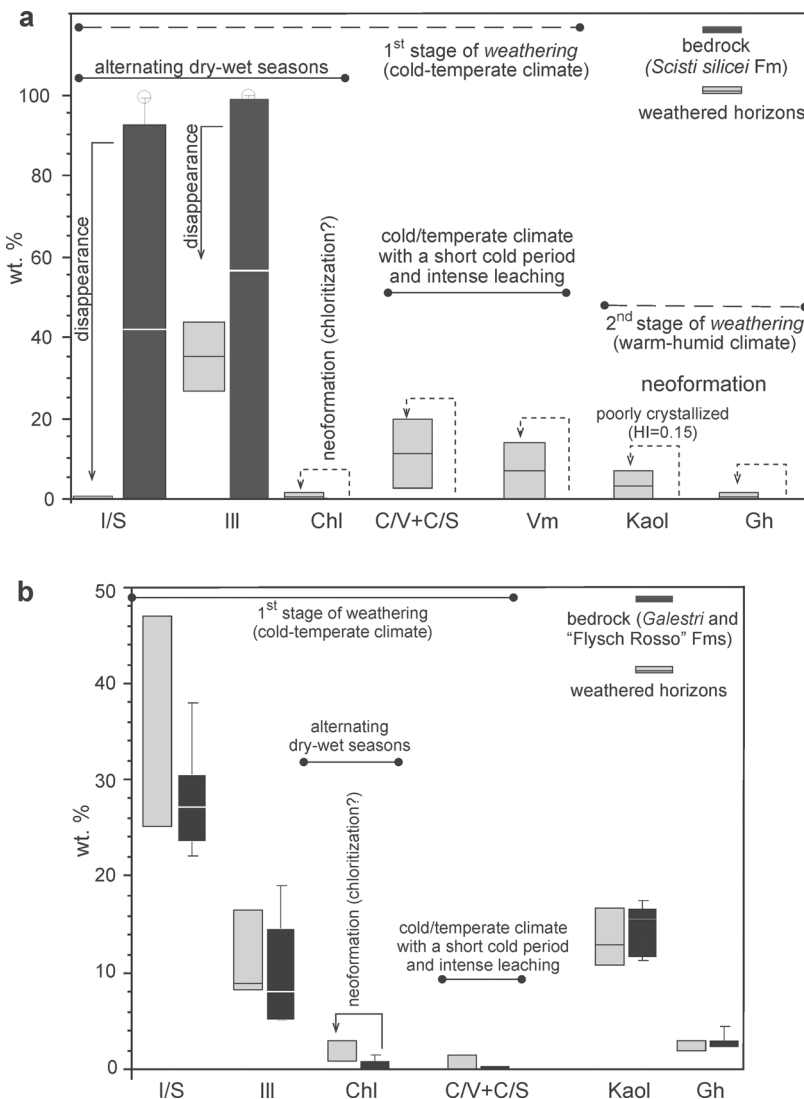 a
1st stage of weathering
(cold-temperate climate)
bedrock
(Scisti silicei Fm)
weathered horizons
alternating dry-wet seasons
wt. %
100
80
60
40
20
0
disappearance
disappearance
neoformation (chloritization?)
cold/temperate climate
with a short cold period
and intense leaching
2nd stage of weathering
(warm-humid climate)
neoformation
poorly crystallized
(HI=0.15)
I/S
Ill
Chl
C/V+C/S
Vm
Kaol
Gh
b
1st stage of weathering
(cold-temperate climate)
bedrock (Galestri and
“Flysch Rosso” Fms)
weathered horizons
wt. %
50
40
30
20
10
0
alternating
dry-wet seasons
neoformation (chloritization?)
cold/temperate climate
with a short cold period
and intense leaching
I/S
Ill
Chl
C/V+C/S
Kaol
Gh